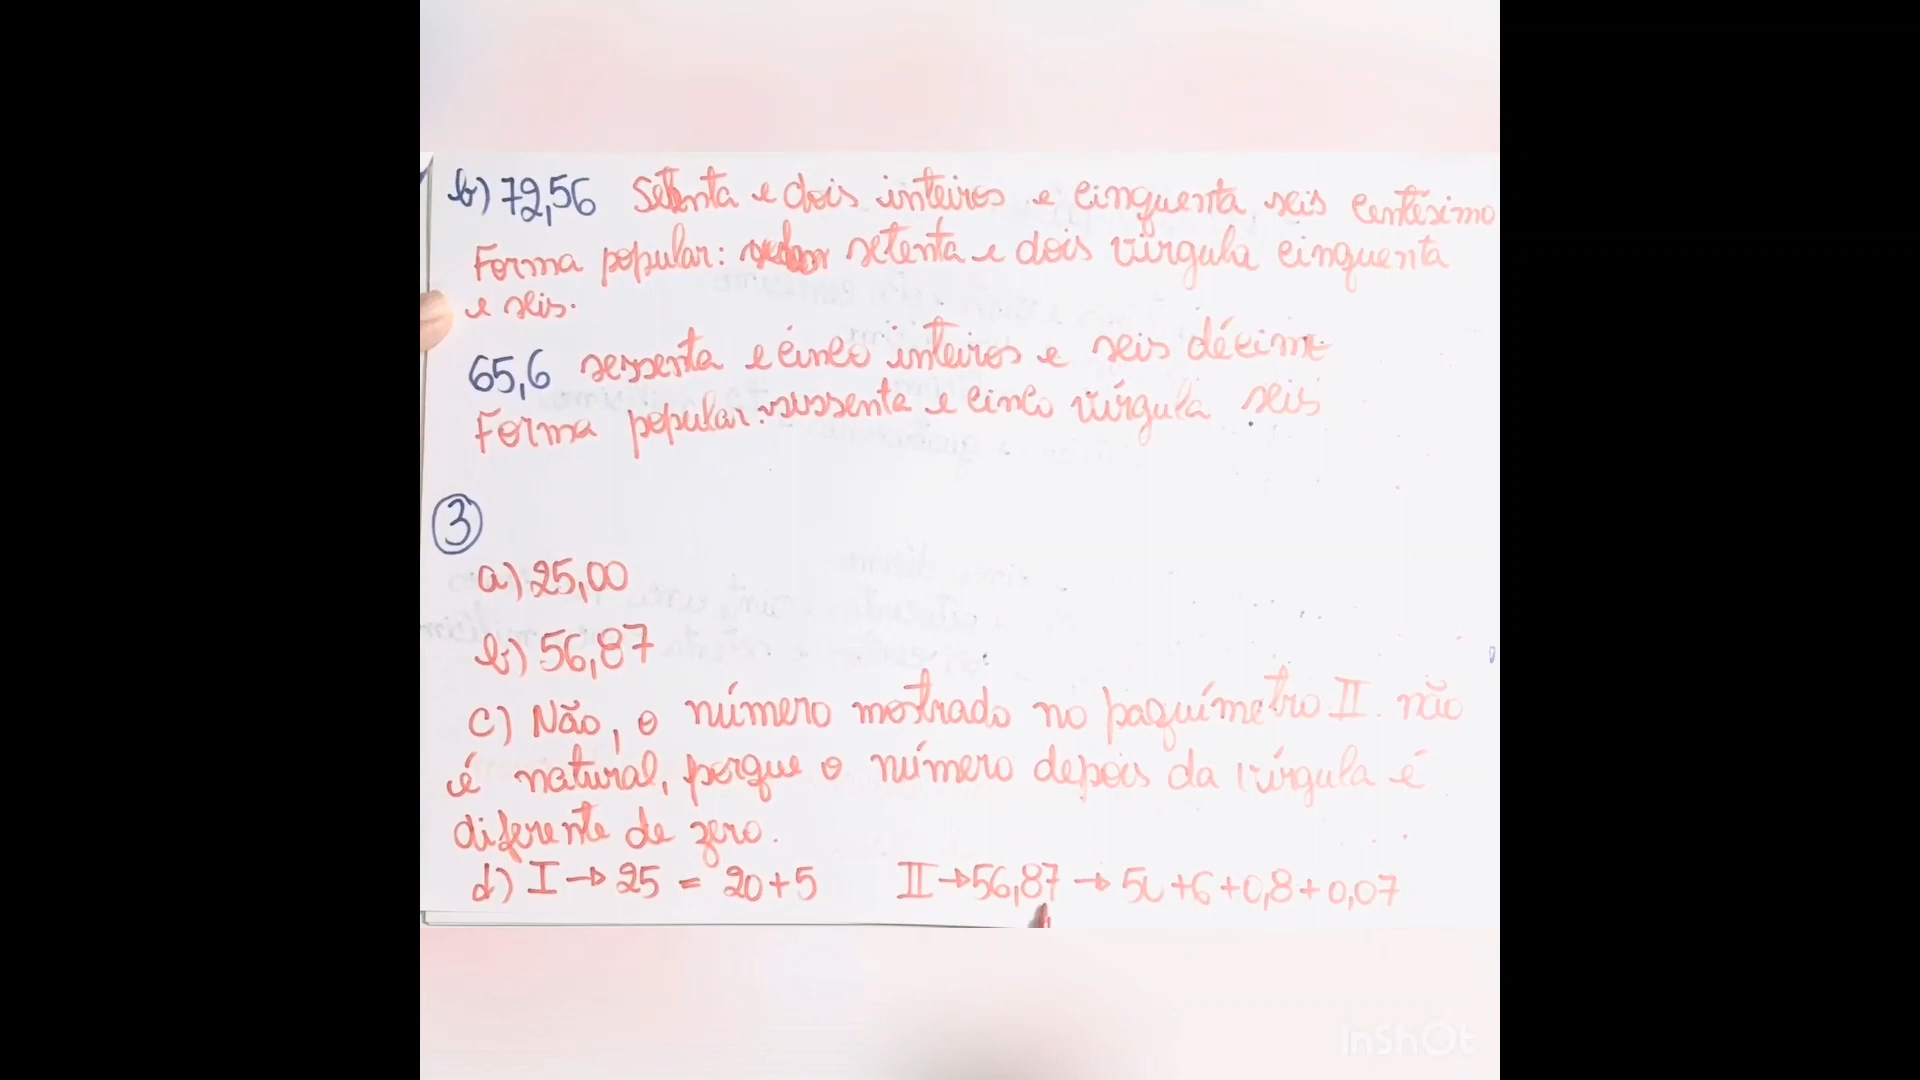 b) 72,56 Setenta e dois inteiros e cinquenta seis centésimo
Forma popular: setenta e dois vírgula cinquenta
e seis.
65,6 sessenta e cinco inteiros e seis décimo
Forma popular: sessenta e cinco vírgula seis
3
a) 25,00
b) 56,87
c) Não, o número mostrado no paquímetro II não
é natural, porque o número depois da vírgula é
diferente de zero.
d) I → 25 = 20+5 II → 56,87 → 50+6+0,8+0,07
InShOt